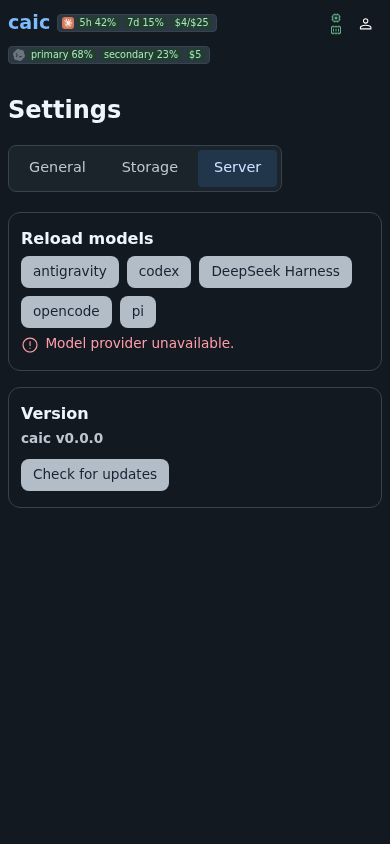 caic 5h 42% 7d 15% $4/$25
primary 68% secondary 23% $5
Settings
General Storage Server
Reload models
antigravity codex DeepSeek Harness
opencode pi
Model provider unavailable.
Version
caic v0.0.0
Check for updates